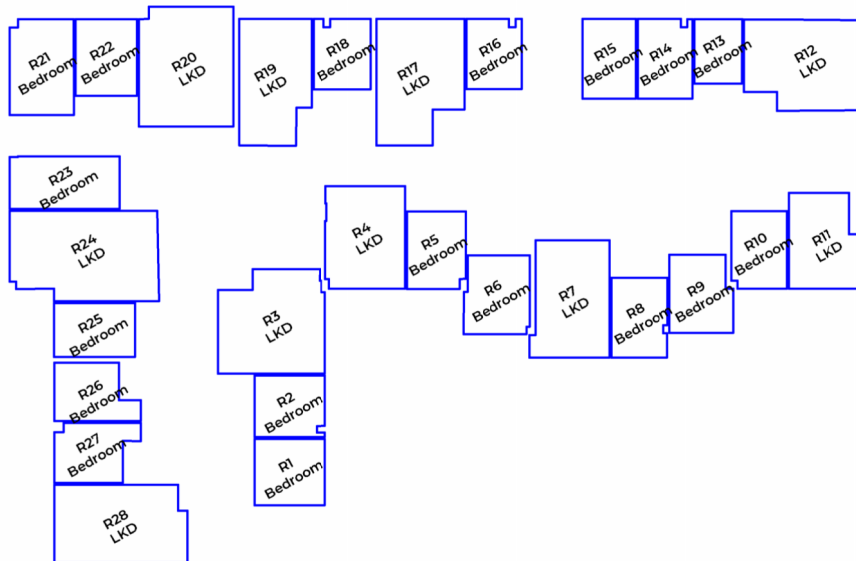 R21
Bedroom
R22
Bedroom
R20
LKD
R19
LKD
R18
Bedroom
R17
LKD
R16
Bedroom
R15
Bedroom
R14
Bedroom
R13
Bedroom
R12
LKD
R23
Bedroom
R24
LKD
R4
LKD
R5
Bedroom
R6
Bedroom
R7
LKD
R8
Bedroom
R9
Bedroom
R10
Bedroom
R11
LKD
R25
Bedroom
R3
LKD
R26
Bedroom
R2
Bedroom
R27
Bedroom
R1
Bedroom
R28
LKD